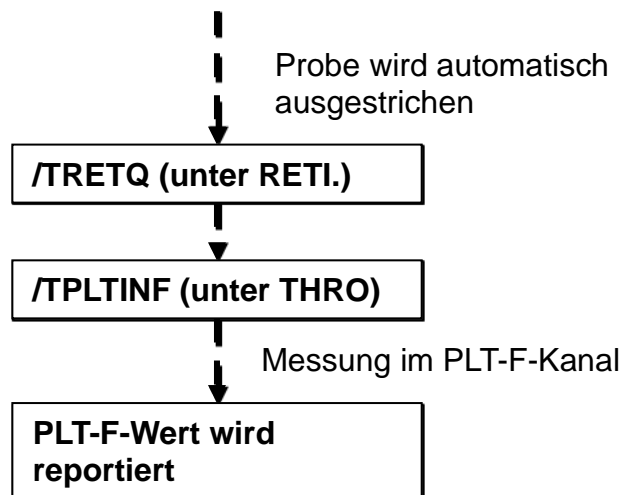 Probe wird automatisch
ausgestrichen
/TRETQ (unter RETI.)
/TPLTINF (unter THRO)
Messung im PLT-F-Kanal
PLT-F-Wert wird
reportiert